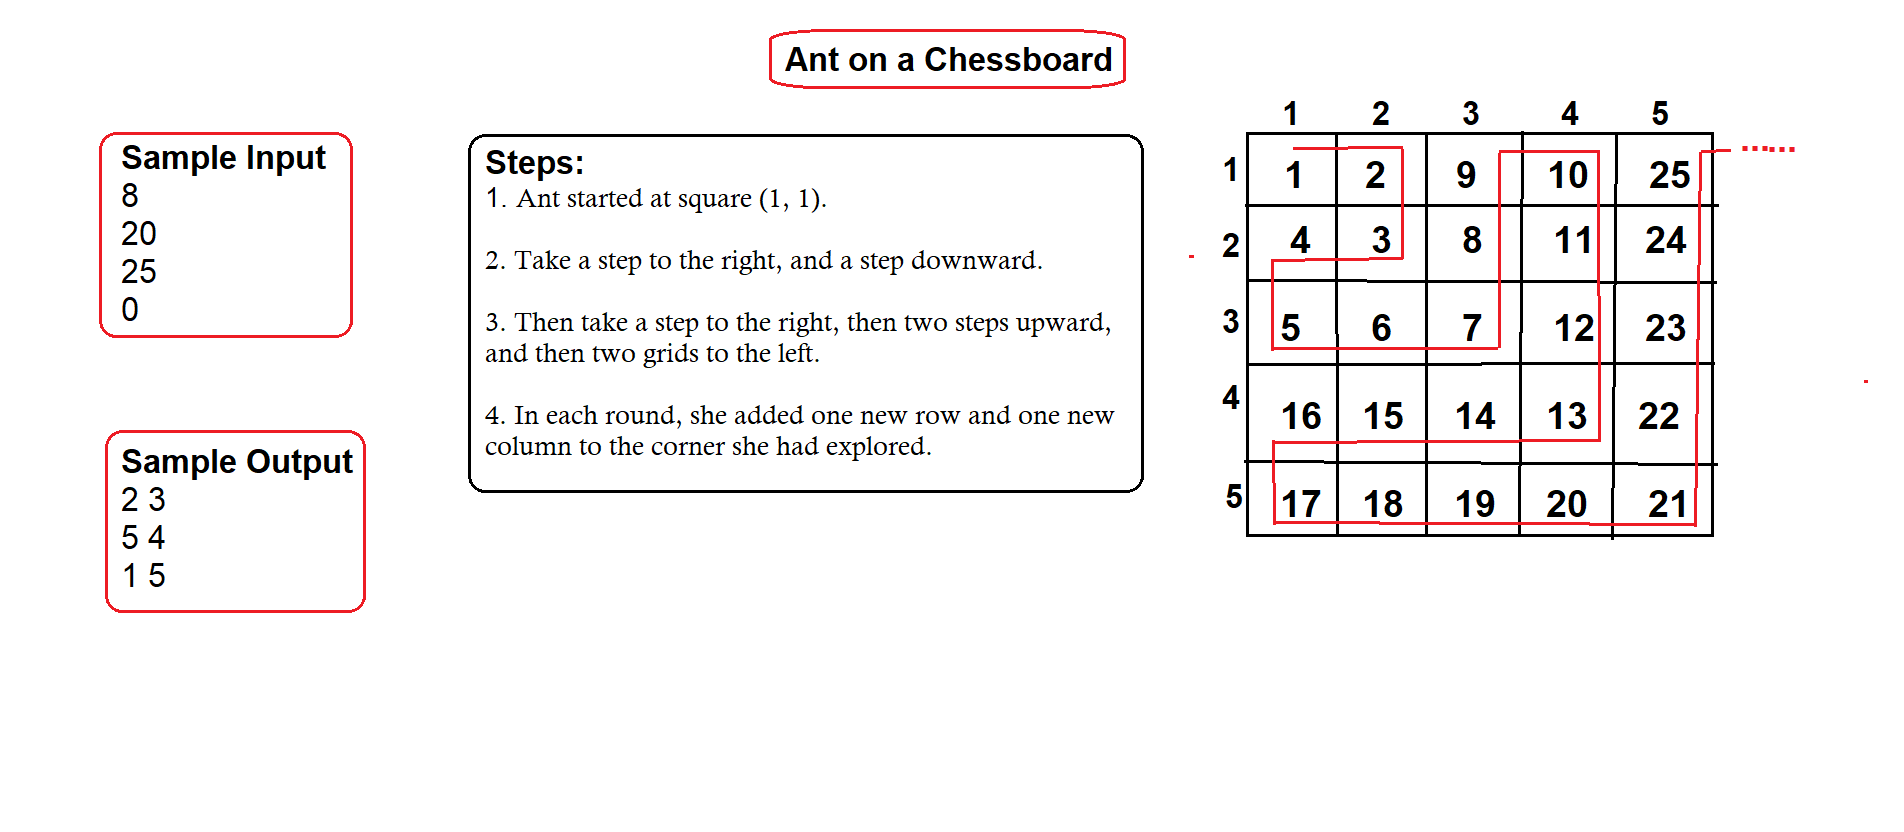 Ant on a Chessboard
Sample Input
8
20
25
0
Sample Output
2 3
5 4
1 5
Steps:
1. Ant started at square (1, 1).
2. Take a step to the right, and a step downward.
3. Then take a step to the right, then two steps upward,
and then two grids to the left.
4. In each round, she added one new row and one new
column to the corner she had explored.
1 2 3 4 5
1 1 2 9 10 25 ......
2 4 3 8 11 24
3 5 6 7 12 23
4 16 15 14 13 22
5 17 18 19 20 21